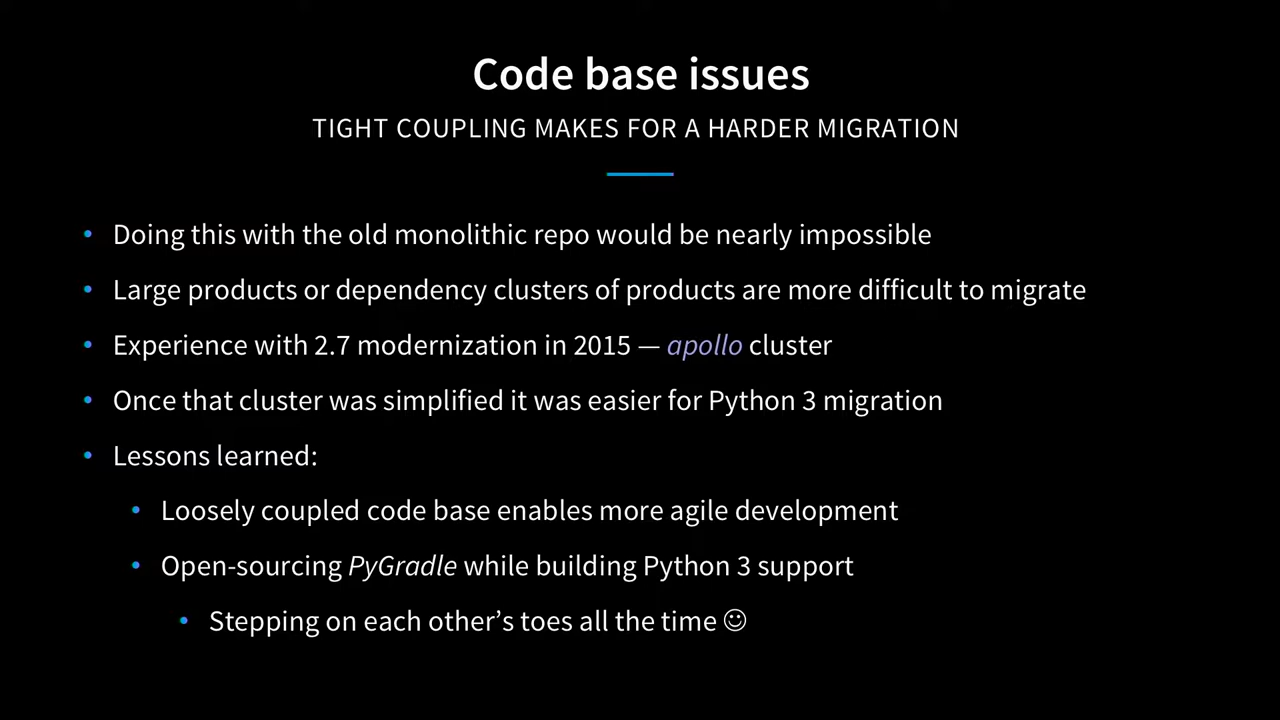 Code base issues
TIGHT COUPLING MAKES FOR A HARDER MIGRATION
• Doing this with the old monolithic repo would be nearly impossible
• Large products or dependency clusters of products are more difficult to migrate
• Experience with 2.7 modernization in 2015 — apollo cluster
• Once that cluster was simplified it was easier for Python 3 migration
• Lessons learned:
• Loosely coupled code base enables more agile development
• Open-sourcing PyGradle while building Python 3 support
• Stepping on each other’s toes all the time ☺